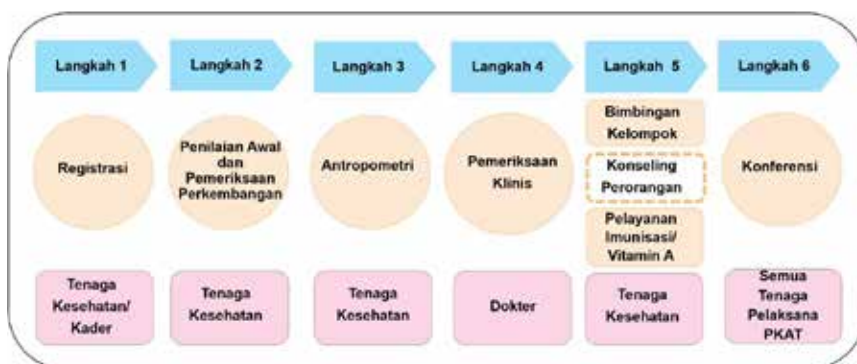 Langkah 1
Langkah 2
Langkah 3
Langkah 4
Langkah 5
Langkah 6
Registrasi
Penilaian Awal
dan
Pemeriksaan
Perkembangan
Antropometri
Pemeriksaan
Klinis
Bimbingan
Kelompok
Konseling
Perorangan
Pelayanan
Imunisasi/
Vitamin A
Konferensi
Tenaga
Kesehatan/
Kader
Tenaga
Kesehatan
Tenaga
Kesehatan
Dokter
Tenaga
Kesehatan
Semua
Tenaga
Pelaksana
PKAT